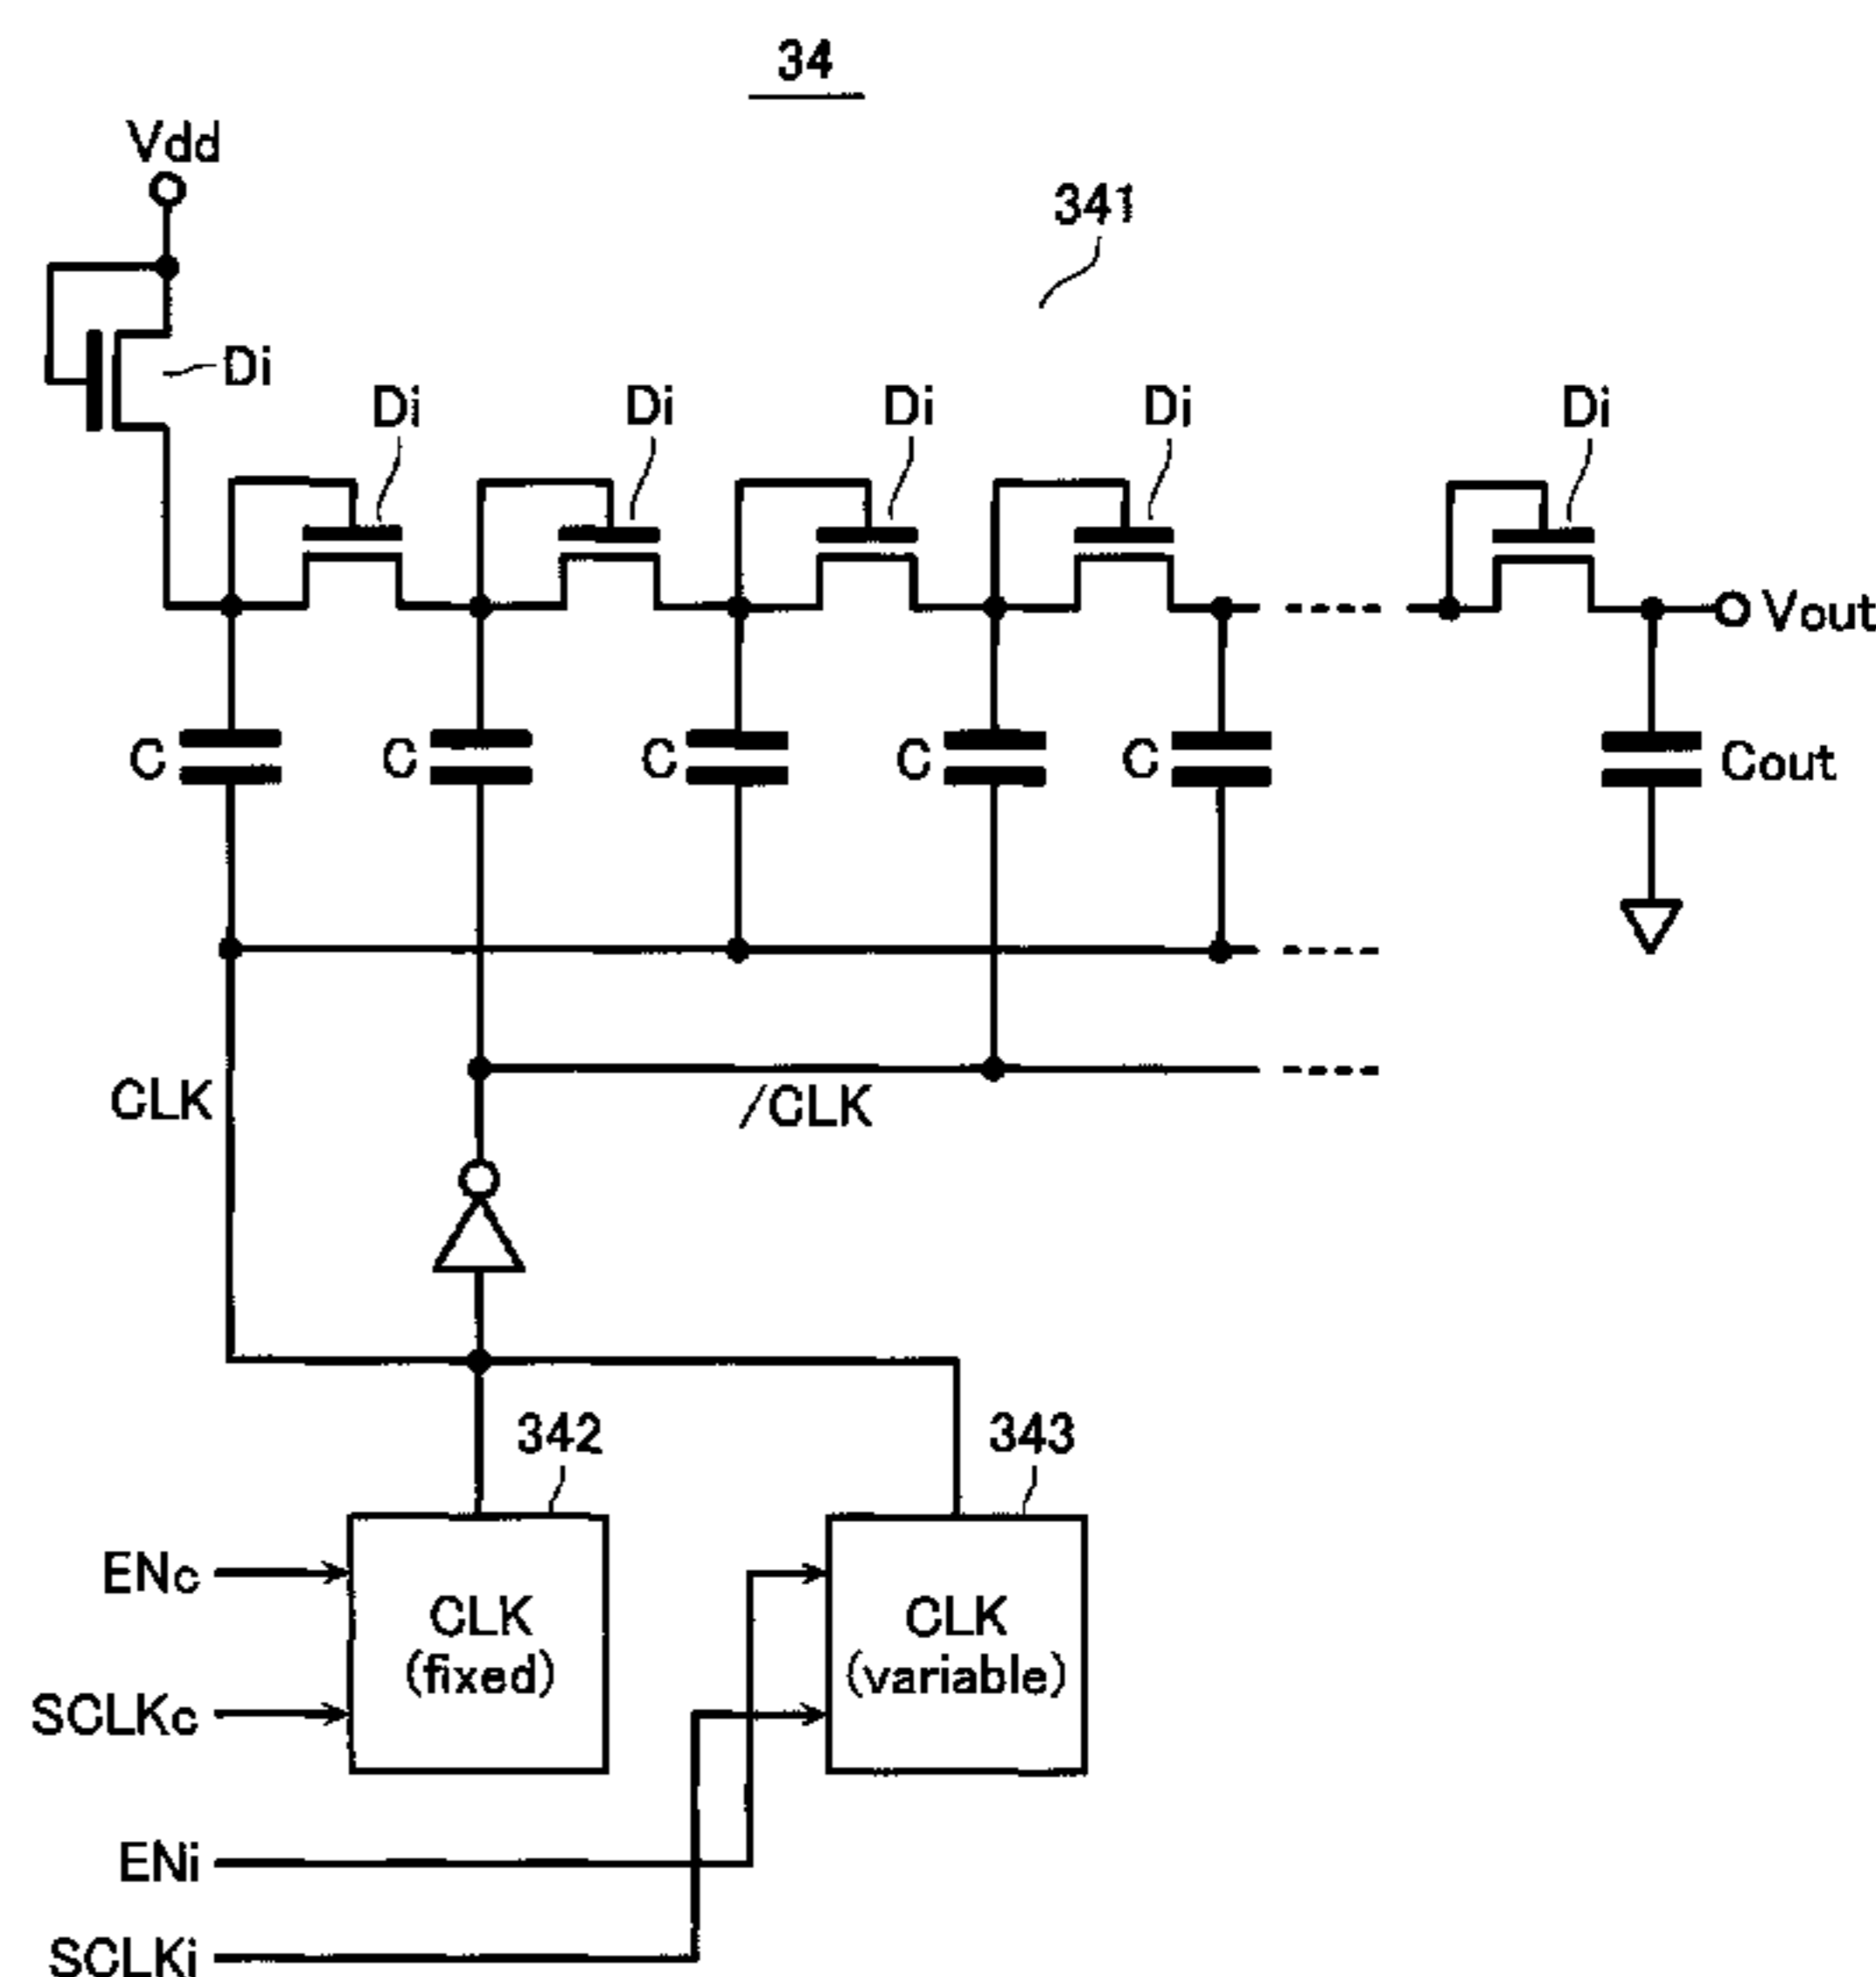 34
Vdd
341
Di
Di
Di
Di
Di
Di
Vout
C
C
C
C
C
Cout
CLK
/CLK
342
343
ENc
CLK
(fixed)
CLK
(variable)
SCLKc
ENi
SCLKi